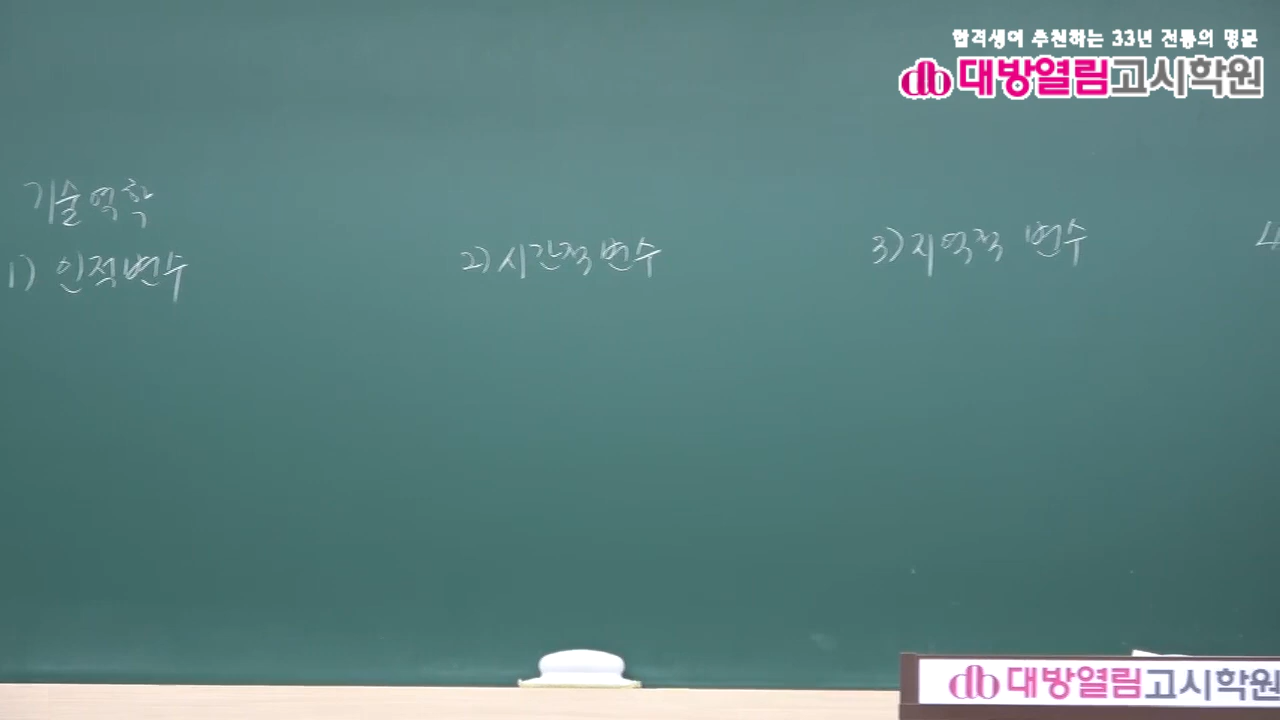 합격생이 추천하는 33년 전통의 명문
대방열림고시학원
기술역학
1) 인적변수
2) 시간적변수
3) 지역적 변수
4
대방열림고시학원